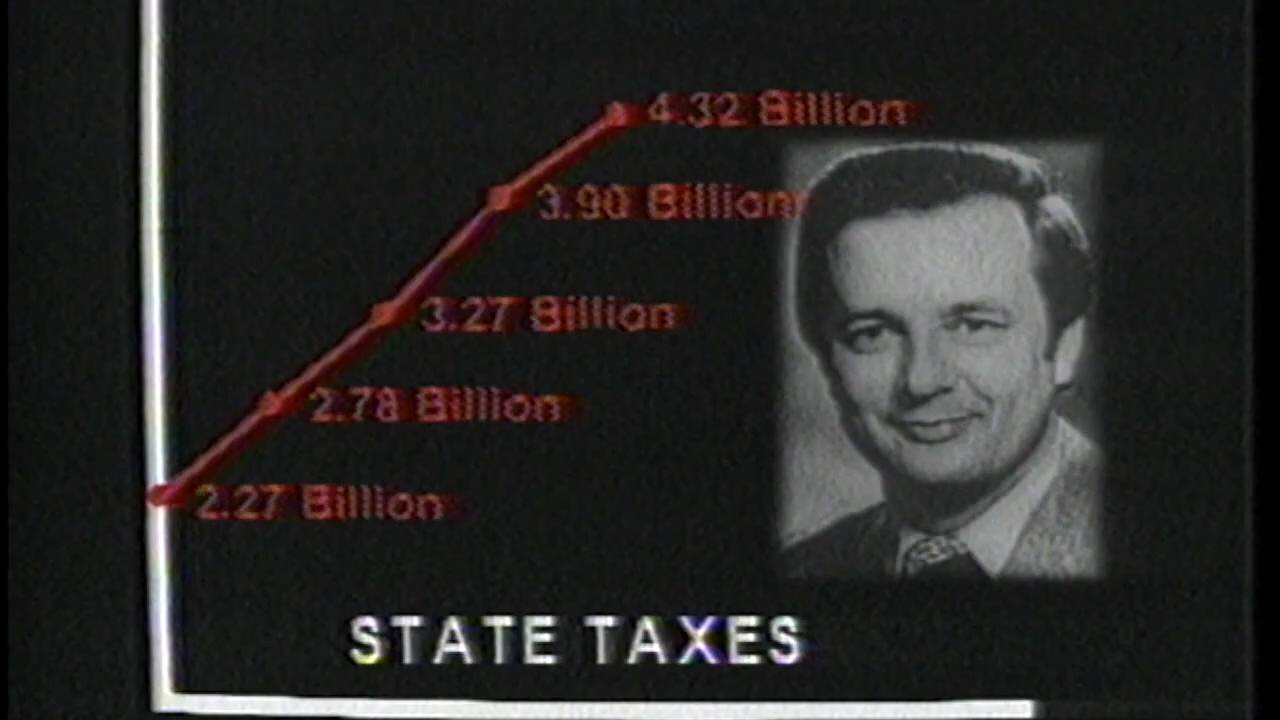 4.32 Billion
3.90 Billion
3.27 Billion
2.78 Billion
2.27 Billion
STATE TAXES